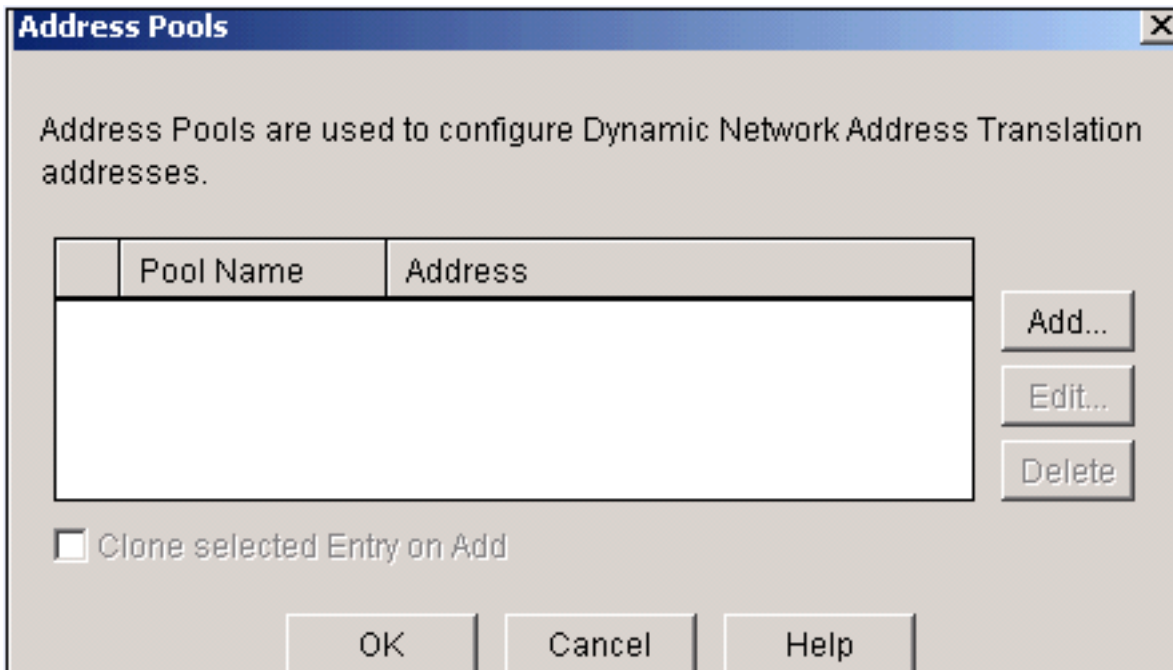 Address Pools
Address Pools are used to configure Dynamic Network Address Translation
addresses.
Pool Name Address
Add...
Edit...
Delete
Clone selected Entry on Add
OK Cancel Help